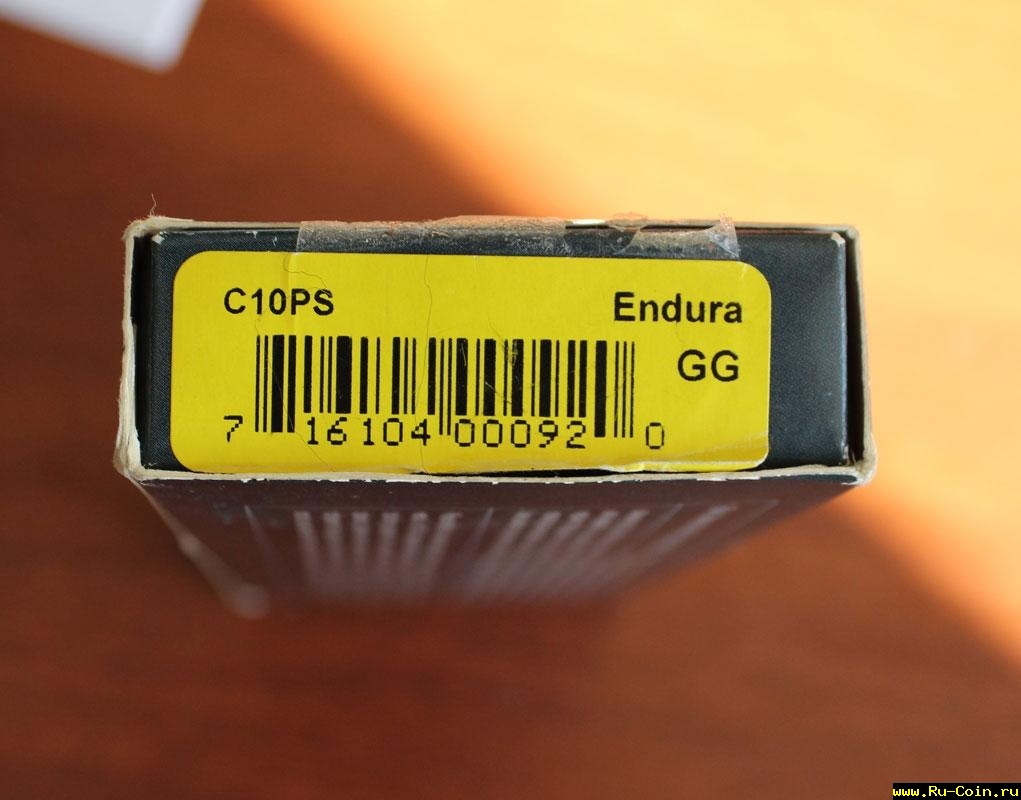 C10PS
Endura
GG
7 16104 00092 0
www.Ru-Coin.ru